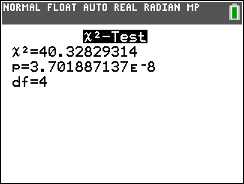 NORMAL FLOAT AUTO REAL RADIAN MP
χ²-Test
χ²=40.32829314
p=3.701887137ᴇ⁻8
df=4